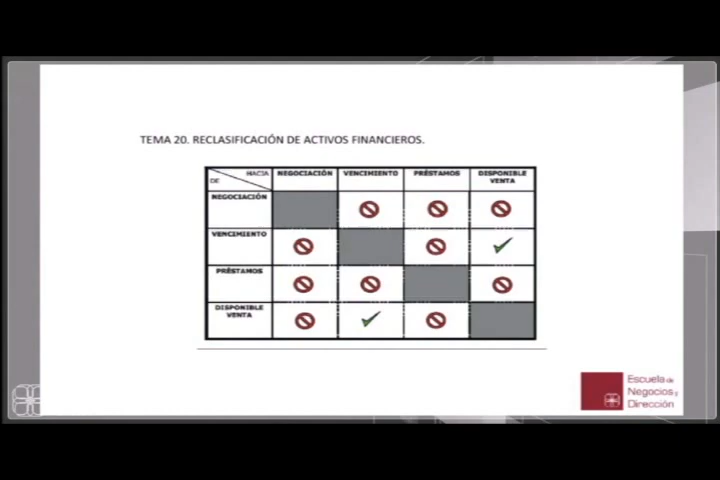 TEMA 20. RECLASIFICACIÓN DE ACTIVOS FINANCIEROS.
HACIA
DE
NEGOCIACIÓN
VENCIMIENTO
PRÉSTAMOS
DISPONIBLE
VENTA
NEGOCIACIÓN
VENCIMIENTO
PRÉSTAMOS
DISPONIBLE
VENTA
Escuela de
Negocios y
Dirección